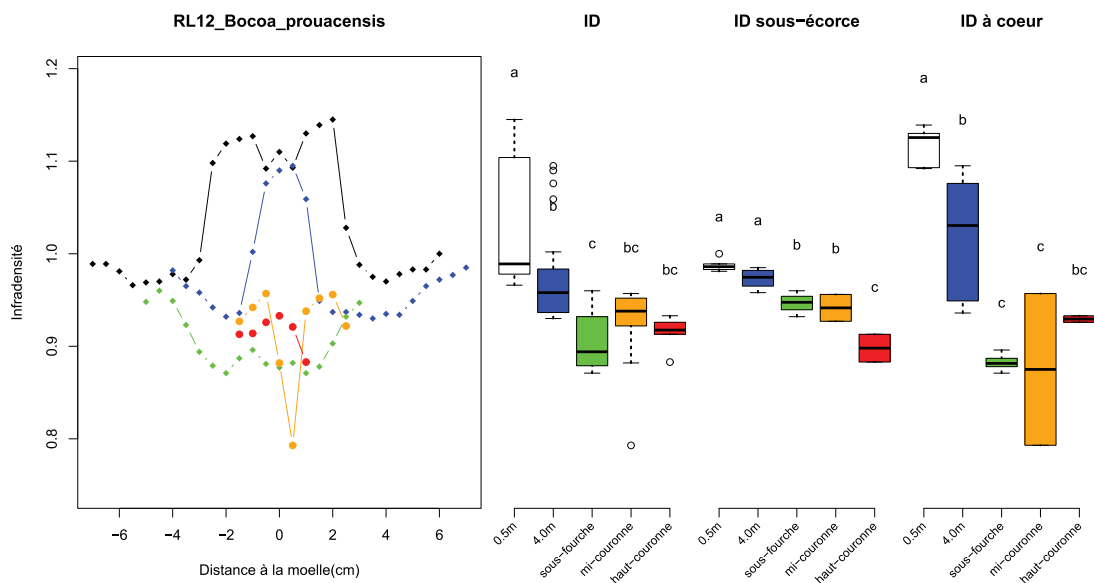 RL12_Bocoa_prouacensis
Infradensité
1.2
1.1
1.0
0.9
0.8
−6
−4
−2
0
2
4
6
Distance à la moelle(cm)
ID
a
b
c
bc
bc
0.5m
4.0m
sous−fourche
mi−couronne
haut−couronne
ID sous−écorce
a
a
b
b
c
0.5m
4.0m
sous−fourche
mi−couronne
haut−couronne
ID à coeur
a
b
c
c
bc
0.5m
4.0m
sous−fourche
mi−couronne
haut−couronne